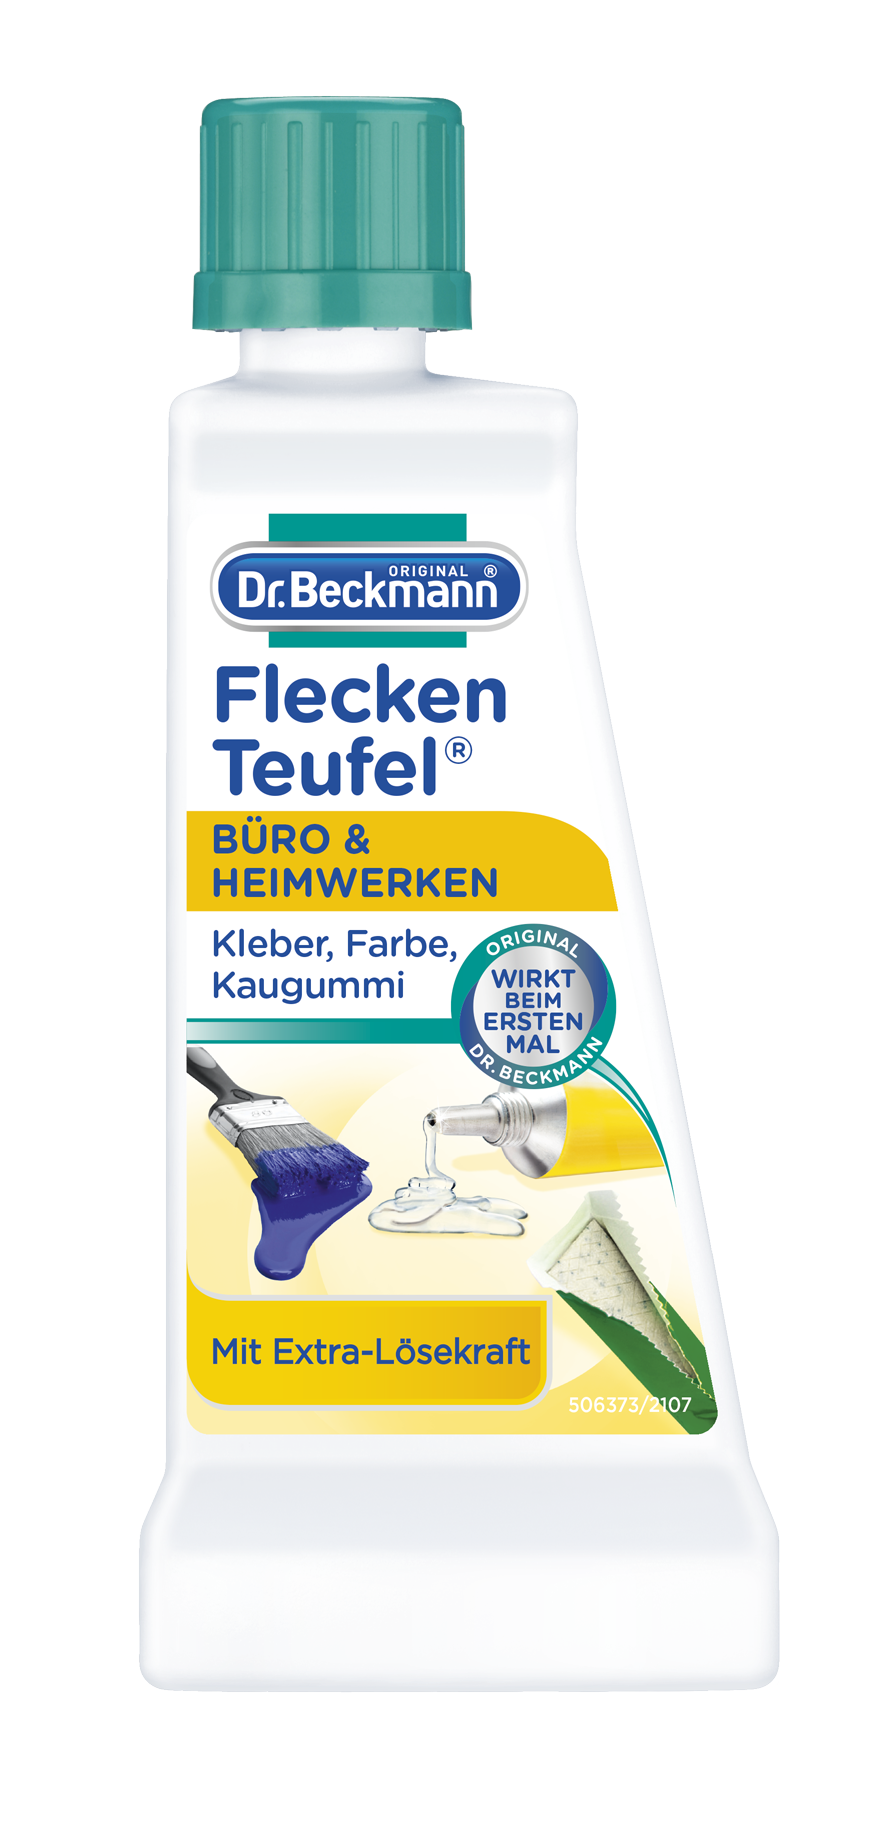 ORIGINAL ®
Dr.Beckmann
Flecken
Teufel®
BÜRO &
HEIMWERKEN
Kleber, Farbe,
Kaugummi
ORIGINAL
WIRKT
BEIM
ERSTEN
MAL
DR. BECKMANN
Mit Extra-Lösekraft
506373/2107